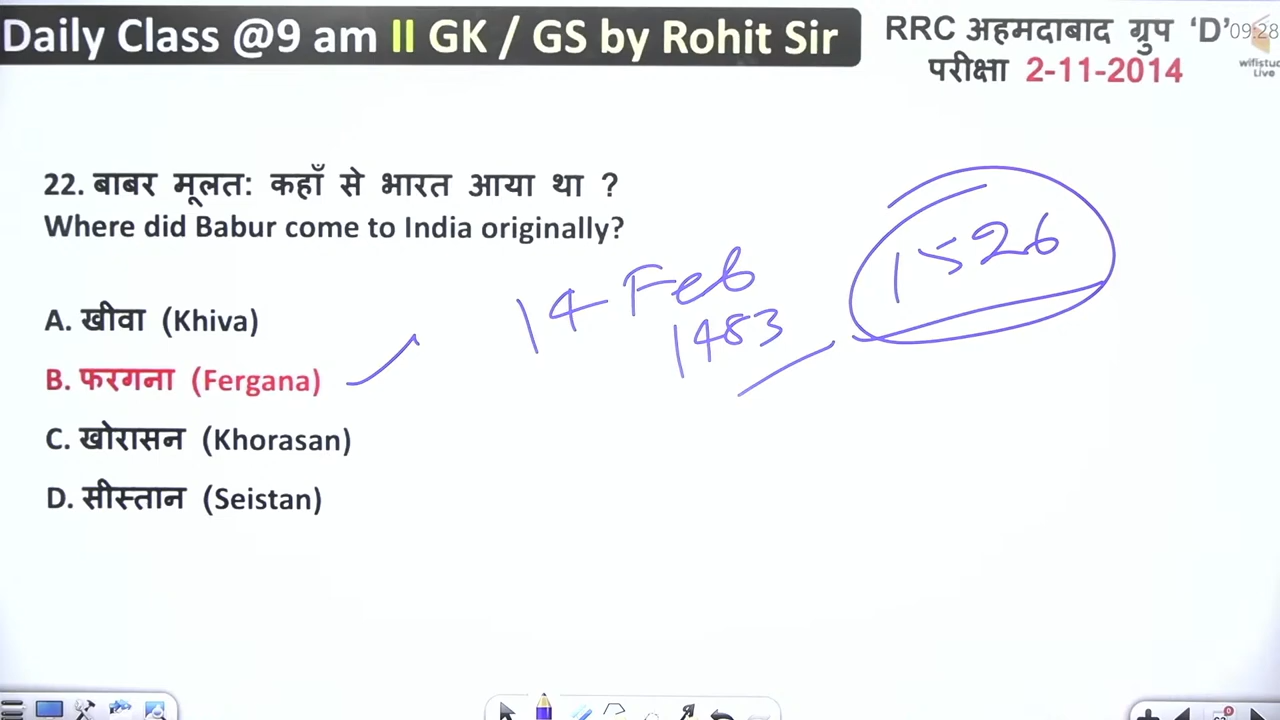 Daily Class @9 am II GK / GS by Rohit Sir
RRC अहमदाबाद ग्रुप ‘D’
परीक्षा 2-11-2014
09:28
wifistud
Live
22. बाबर मूलत: कहाँ से भारत आया था ?
Where did Babur come to India originally?
A. खीवा (Khiva)
B. फरगना (Fergana)
C. खोरासन (Khorasan)
D. सीस्तान (Seistan)
14 Feb
1483
1526